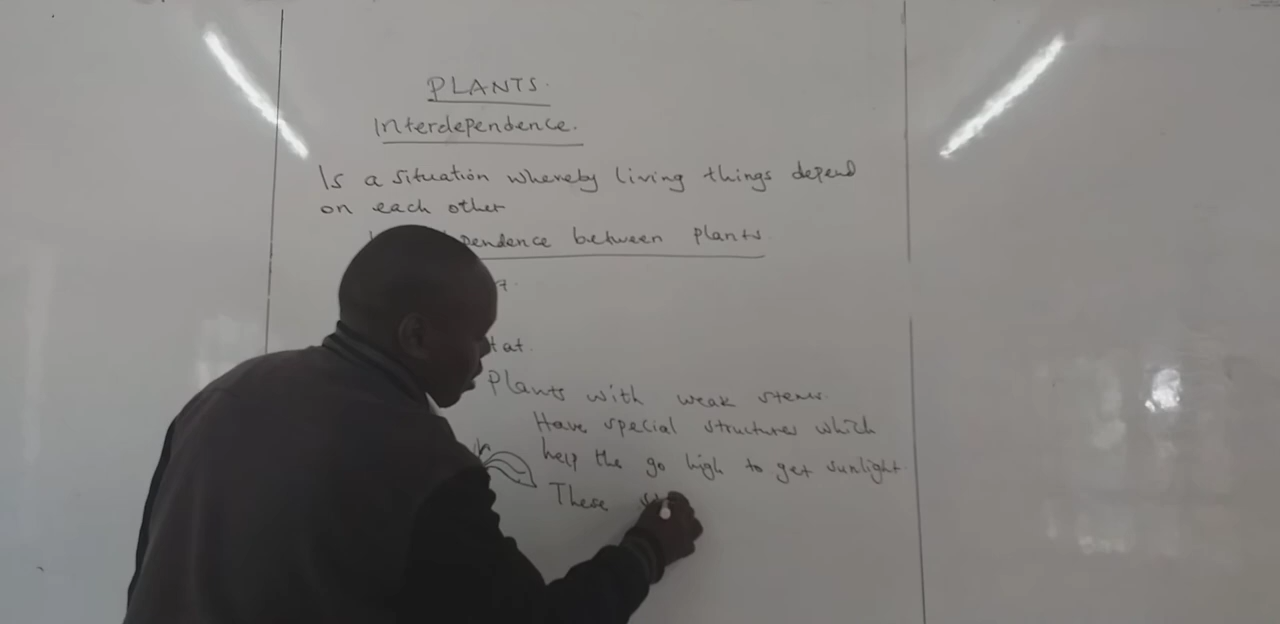 PLANTS.
Interdependence.
Is a situation whereby living things depend
on each other
pendence between plants
tat.
Plants with weak stems.
Have special structures which
help the go high to get sunlight
These